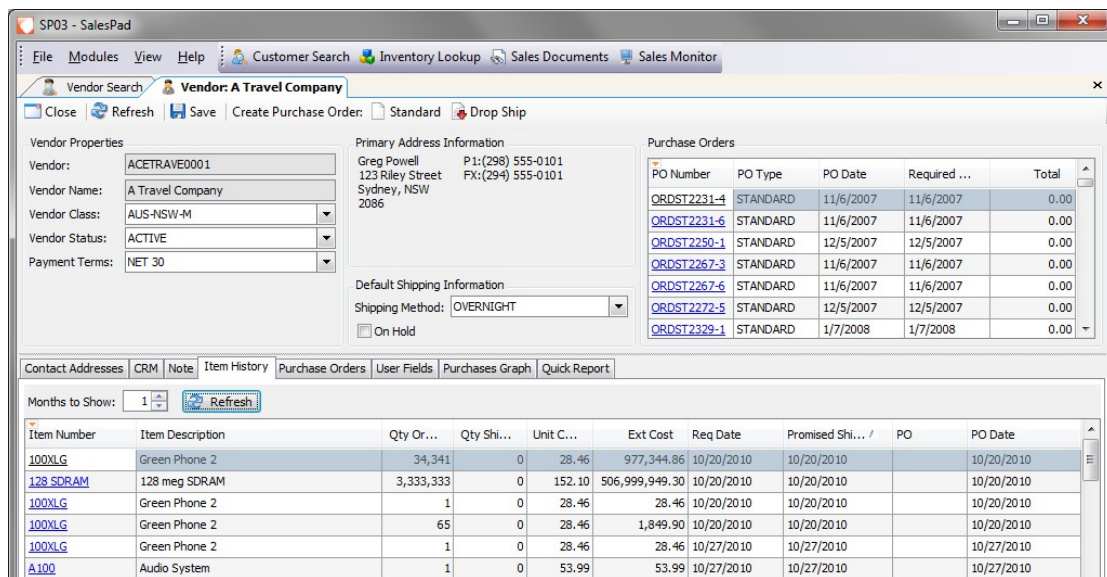 SP03 - SalesPad
File Modules View Help Customer Search Inventory Lookup Sales Documents Sales Monitor
Vendor Search Vendor: A Travel Company
Close Refresh Save Create Purchase Order: Standard Drop Ship
Vendor Properties
Vendor: ACETRAVE0001
Vendor Name: A Travel Company
Vendor Class: AUS-NSW-M
Vendor Status: ACTIVE
Payment Terms: NET 30
Primary Address Information
Greg Powell P1:(298) 555-0101
123 Riley Street FX:(294) 555-0101
Sydney, NSW
2086
Default Shipping Information
Shipping Method: OVERNIGHT
On Hold
Purchase Orders
PO Number PO Type PO Date Required ... Total
ORDST2231-4 STANDARD 11/6/2007 11/6/2007 0.00
ORDST2231-6 STANDARD 11/6/2007 11/6/2007 0.00
ORDST2250-1 STANDARD 12/5/2007 12/5/2007 0.00
ORDST2267-3 STANDARD 11/6/2007 11/6/2007 0.00
ORDST2267-6 STANDARD 11/6/2007 11/6/2007 0.00
ORDST2272-5 STANDARD 12/5/2007 12/5/2007 0.00
ORDST2329-1 STANDARD 1/7/2008 1/7/2008 0.00
Contact Addresses CRM Note Item History Purchase Orders User Fields Purchases Graph Quick Report
Months to Show: 1 Refresh
Item Number Item Description Qty Or... Qty Shi... Unit C... Ext Cost Req Date Promised Shi... / PO PO Date
100XLG Green Phone 2 34,341 0 28.46 977,344.86 10/20/2010 10/20/2010 10/20/2010
128 SDRAM 128 meg SDRAM 3,333,333 0 152.10 506,999,949.30 10/20/2010 10/20/2010 10/20/2010
100XLG Green Phone 2 1 0 28.46 28.46 10/20/2010 10/20/2010 10/20/2010
100XLG Green Phone 2 65 0 28.46 1,849.90 10/20/2010 10/20/2010 10/20/2010
100XLG Green Phone 2 1 0 28.46 28.46 10/27/2010 10/27/2010 10/27/2010
A100 Audio System 1 0 53.99 53.99 10/27/2010 10/27/2010 10/27/2010